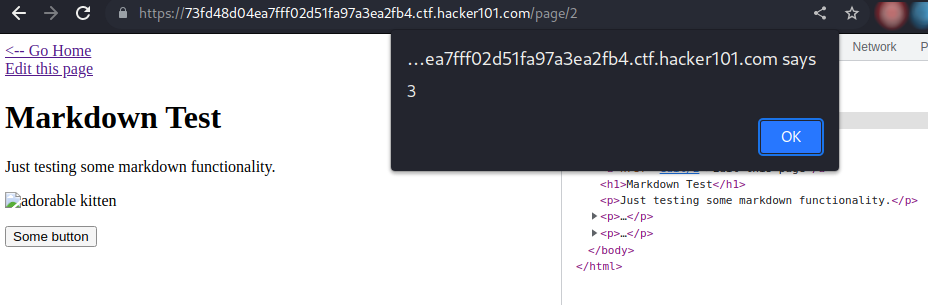 https://73fd48d04ea7fff02d51fa97a3ea2fb4.ctf.hacker101.com/page/2
<-- Go Home
Edit this page
Markdown Test
Just testing some markdown functionality.
adorable kitten
Some button
...ea7fff02d51fa97a3ea2fb4.ctf.hacker101.com says
3
OK
Network
<h1>Markdown Test</h1>
<p>Just testing some markdown functionality.</p>
<p>…</p>
<p>…</p>
</body>
</html>